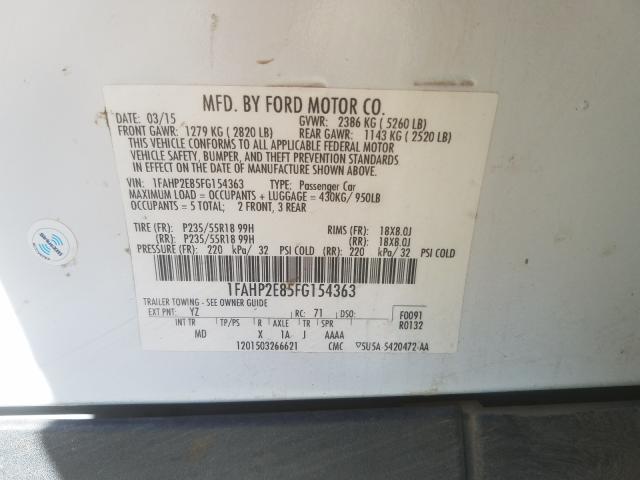 MFD. BY FORD MOTOR CO.
DATE: 03/15 GVWR: 2386 KG ( 5260 LB)
FRONT GAWR: 1279 KG ( 2820 LB) REAR GAWR: 1143 KG ( 2520 LB)
THIS VEHICLE CONFORMS TO ALL APPLICABLE FEDERAL MOTOR
VEHICLE SAFETY, BUMPER, AND THEFT PREVENTION STANDARDS
IN EFFECT ON THE DATE OF MANUFACTURE SHOWN ABOVE.
VIN: 1FAHP2E85FG154363 TYPE: Passenger Car
MAXIMUM LOAD = OCCUPANTS + LUGGAGE = 430KG/ 950LB
OCCUPANTS = 5 TOTAL; 2 FRONT, 3 REAR
TIRE (FR): P235/55R18 99H RIMS (FR): 18X8.0J
(RR): P235/55R18 99H (RR): 18X8.0J
PRESSURE (FR): 220 kPa/ 32 PSI COLD (RR): 220 kPa/ 32 PSI COLD
1FAHP2E85FG154363
TRAILER TOWING - SEE OWNER GUIDE
EXT PNT: YZ RC: 71 DSO: F0091
R0132
INT TR TP/PS R AXLE TR SPR
MD X 1A J AAAA
1201503266621 CMC SU5A 5420472 AA